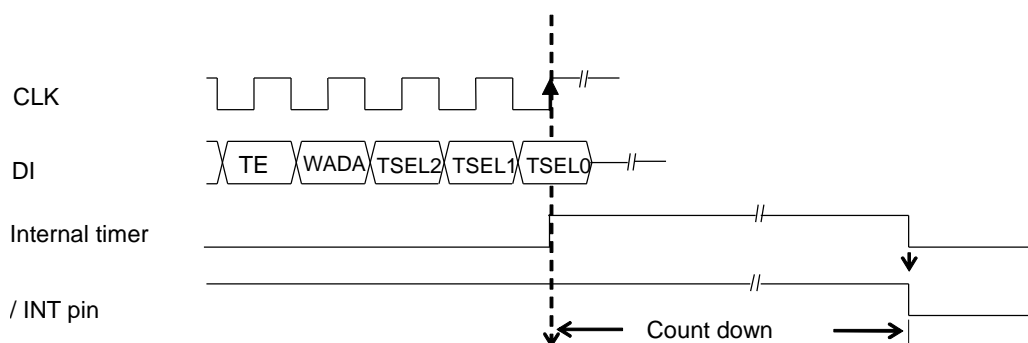 CLK
DI
TE WADA TSEL2 TSEL1 TSEL0
Internal timer
/ INT pin
Count down